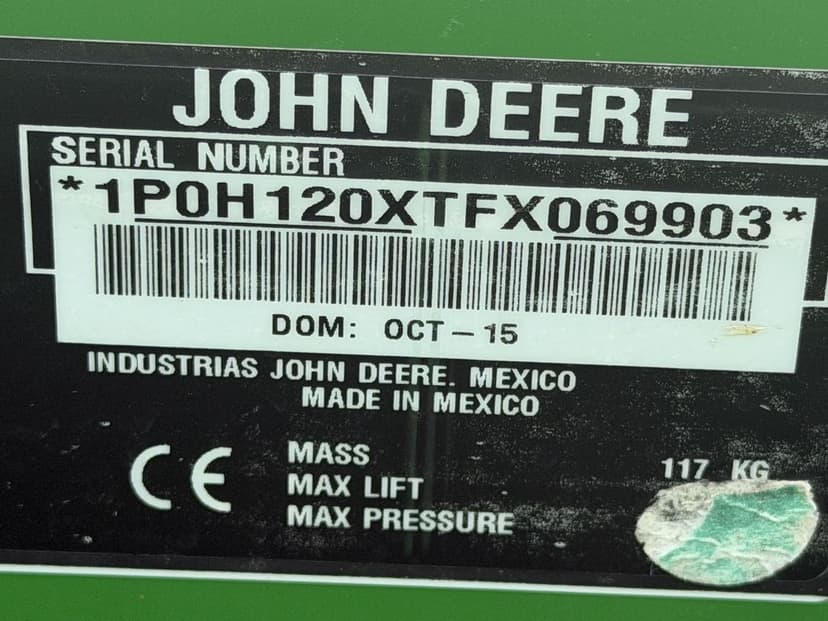 JOHN DEERE
SERIAL NUMBER
*1P0H120XTFX069903*
DOM: OCT-15
INDUSTRIAS JOHN DEERE. MEXICO
MADE IN MEXICO
CE
MASS 117 KG
MAX LIFT
MAX PRESSURE